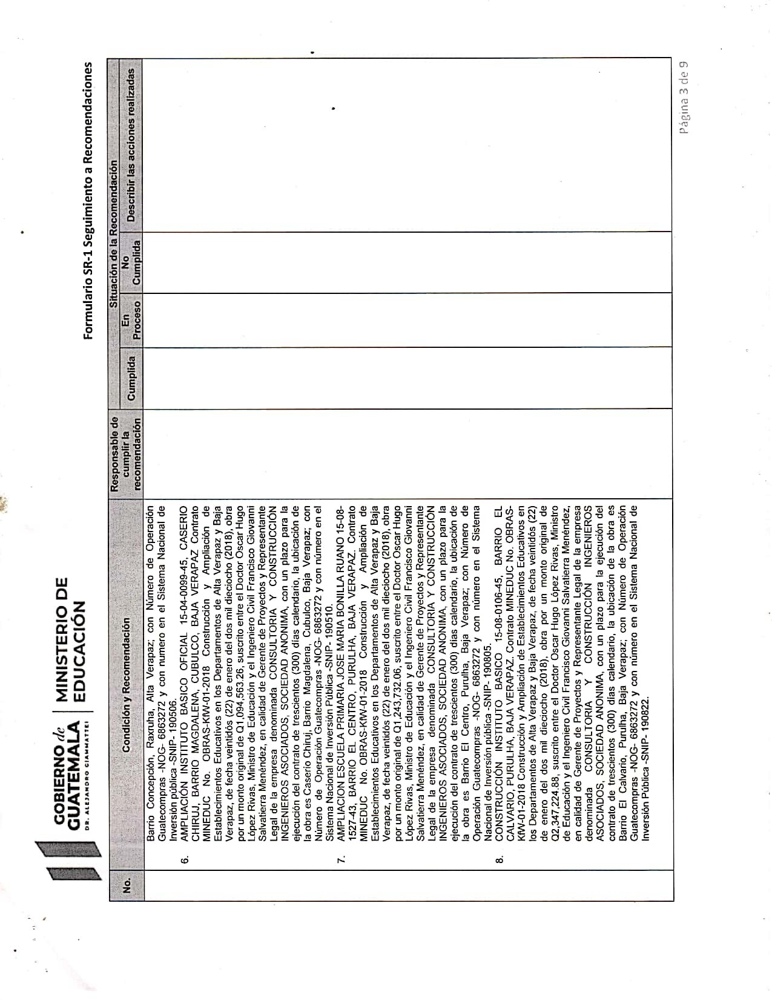 GOBIERNO de
GUATEMALA
DR. ALEJANDRO GIAMMATTEI
MINISTERIO DE
EDUCACIÓN
Formulario SR-1 Seguimiento a Recomendaciones
No.
Condición y Recomendación
Responsable de
cumplir la
recomendación
Situación de la Recomendación
Cumplida
En
Proceso
No
Cumplida
Describir las acciones realizadas
Barrio Concepción, Raxruha, Alta Verapaz; con Número de Operación
Guatecompras -NOG- 6863272 y con numero en el Sistema Nacional de
Inversión pública -SNIP- 190506.
6. AMPLIACIÓN INSTITUTO BASICO OFICIAL 15-04-0099-45, CASERIO
CHIRUJ, BARRIO MAGDALENA, CUBULCO, BAJA VERAPAZ Contrato
MINEDUC No. OBRAS-KfW-01-2018 Construcción y Ampliación de
Establecimientos Educativos en los Departamentos de Alta Verapaz y Baja
Verapaz, de fecha veintidós (22) de enero del dos mil dieciocho (2018), obra
por un monto original de Q1,094,563.26, suscrito entre el Doctor Oscar Hugo
López Rivas, Ministro de Educación y el Ingeniero Civil Francisco Giovanni
Salvatierra Menéndez, en calidad de Gerente de Proyectos y Representante
Legal de la empresa denominada CONSULTORIA Y CONSTRUCCIÓN
INGENIEROS ASOCIADOS, SOCIEDAD ANONIMA, con un plazo para la
ejecución del contrato de trescientos (300) días calendario, la ubicación de
la obra es Caserío Chiruj, Barrio Magdalena, Cubulco, Baja Verapaz; con
Número de Operación Guatecompras -NOG- 6863272 y con número en el
Sistema Nacional de Inversión Pública -SNIP- 190510.
7. AMPLIACION ESCUELA PRIMARIA JOSE MARIA BONILLA RUANO 15-08-
1527-43, BARRIO EL CENTRO, PURULHA, BAJA VERAPAZ. Contrato
MINEDUC No. OBRAS-KfW-01-2018 Construcción y Ampliación de
Establecimientos Educativos en los Departamentos de Alta Verapaz y Baja
Verapaz, de fecha veintidós (22) de enero del dos mil dieciocho (2018), obra
por un monto original de Q1,243,732.06, suscrito entre el Doctor Oscar Hugo
López Rivas, Ministro de Educación y el Ingeniero Civil Francisco Giovanni
Salvatierra Menéndez, en calidad de Gerente de Proyectos y Representante
Legal de la empresa denominada CONSULTORIA Y CONSTRUCCIÓN
INGENIEROS ASOCIADOS, SOCIEDAD ANONIMA, con un plazo para la
ejecución del contrato de trescientos (300) días calendario, la ubicación de
la obra es Barrio El Centro, Purulha, Baja Verapaz; con Número de
Operación Guatecompras -NOG- 6863272 y con número en el Sistema
Nacional de Inversión pública -SNIP- 190805.
8. CONSTRUCCIÓN INSTITUTO BASICO 15-08-0106-45, BARRIO EL
CALVARIO, PURULHA, BAJA VERAPAZ. Contrato MINEDUC No. OBRAS-
KfW-01-2018 Construcción y Ampliación de Establecimientos Educativos en
los Departamentos de Alta Verapaz y Baja Verapaz, de fecha veintidós (22)
de enero del dos mil dieciocho (2018), obra por un monto original de
Q2,347,224.88, suscrito entre el Doctor Oscar Hugo López Rivas, Ministro
de Educación y el Ingeniero Civil Francisco Giovanni Salvatierra Menéndez,
en calidad de Gerente de Proyectos y Representante Legal de la empresa
denominada CONSULTORIA Y CONSTRUCCIÓN INGENIEROS
ASOCIADOS, SOCIEDAD ANONIMA, con un plazo para la ejecución del
contrato de trescientos (300) días calendario, la ubicación de la obra es
Barrio El Calvario, Purulha, Baja Verapaz; con Número de Operación
Guatecompras -NOG- 6863272 y con número en el Sistema Nacional de
Inversión Pública -SNIP- 190822.
Página 3 de 9